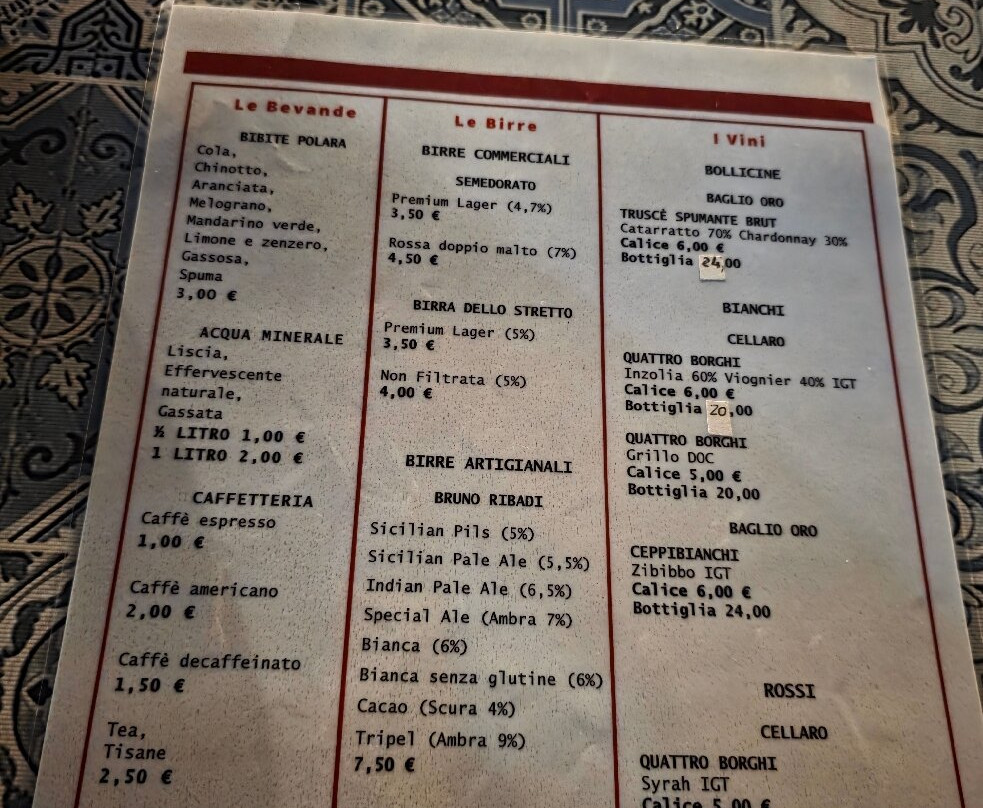 Le Bevande
BIBITE POLARA
Cola,
Chinotto,
Aranciata,
Melograno,
Mandarino verde,
Limone e zenzero,
Gassosa,
Spuma
3,00 €
ACQUA MINERALE
Liscia,
Effervescente
naturale,
Gassata
½ LITRO 1,00 €
1 LITRO 2,00 €
CAFFETTERIA
Caffè espresso
1,00 €
Caffè americano
2,00 €
Caffè decaffeinato
1,50 €
Tea,
Tisane
2,50 €
Le Birre
BIRRE COMMERCIALI
SEMEDORATO
Premium Lager (4,7%)
3,50 €
Rossa doppio malto (7%)
4,50 €
BIRRA DELLO STRETTO
Premium Lager (5%)
3,50 €
Non Filtrata (5%)
4,00 €
BIRRE ARTIGIANALI
BRUNO RIBADI
Sicilian Pils (5%)
Sicilian Pale Ale (5,5%)
Indian Pale Ale (6,5%)
Special Ale (Ambra 7%)
Bianca (6%)
Bianca senza glutine (6%)
Cacao (Scura 4%)
Tripel (Ambra 9%)
7,50 €
I Vini
BOLLICINE
BAGLIO ORO
TRUSCÈ SPUMANTE BRUT
Catarratto 70% Chardonnay 30%
Calice 6,00 €
Bottiglia 24,00
BIANCHI
CELLARO
QUATTRO BORGHI
Inzolia 60% Viognier 40% IGT
Calice 6,00 €
Bottiglia 20,00
QUATTRO BORGHI
Grillo DOC
Calice 5,00 €
Bottiglia 20,00
BAGLIO ORO
CEPPIBIANCHI
Zibibbo IGT
Calice 6,00 €
Bottiglia 24,00
ROSSI
CELLARO
QUATTRO BORGHI
Syrah IGT
Calice 5,00 €